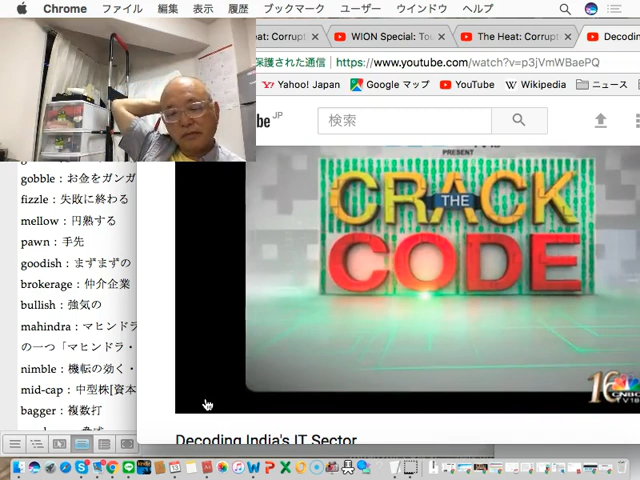 Chrome ファイル 編集 表示 履歴 ブックマーク ユーザー ウインドウ ヘルプ
eat: Corrupt × WION Special: Tou × The Heat: Corrupt × Decodin
保護された通信 | https://www.youtube.com/watch?v=p3jVmWBaePQ
Yahoo! Japan Google マップ YouTube Wikipedia ニュース
be JP 検索
PRESENT
CRACK
THE
CODE
gobble：お金をガンガ
fizzle：失敗に終わる
mellow：円熟する
pawn：手先
goodish：まずまずの
brokerage：仲介企業
bullish：強気の
mahindra：マヒンドラ
の一つ「マヒンドラ・
nimble：機転の効く・
mid-cap：中型株[資本
bagger：複数打
16 CNBC
TV18
Decoding India's IT Sector